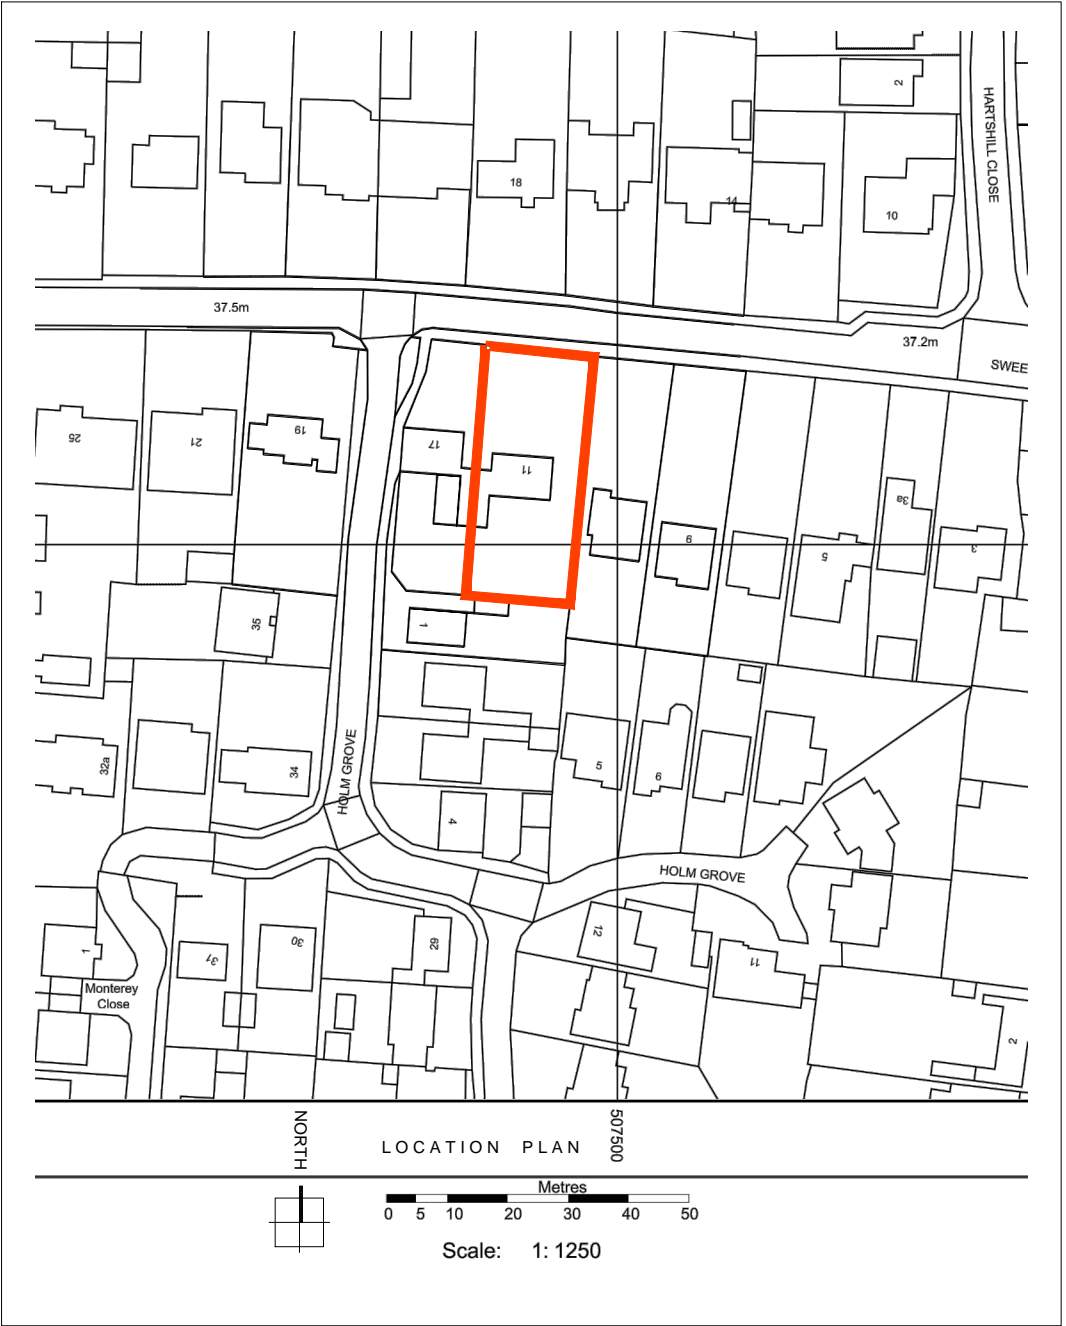 2
HARTSHILL CLOSE
18
14
10
37.5m
37.2m
SWEE
25
21
19
17
11
9
5
3a
3
35
1
32a
34
HOLM GROVE
5
6
4
HOLM GROVE
1
37
30
29
12
11
Monterey
Close
2
NORTH
LOCATION PLAN
507500
Metres
0 5 10 20 30 40 50
Scale: 1: 1250